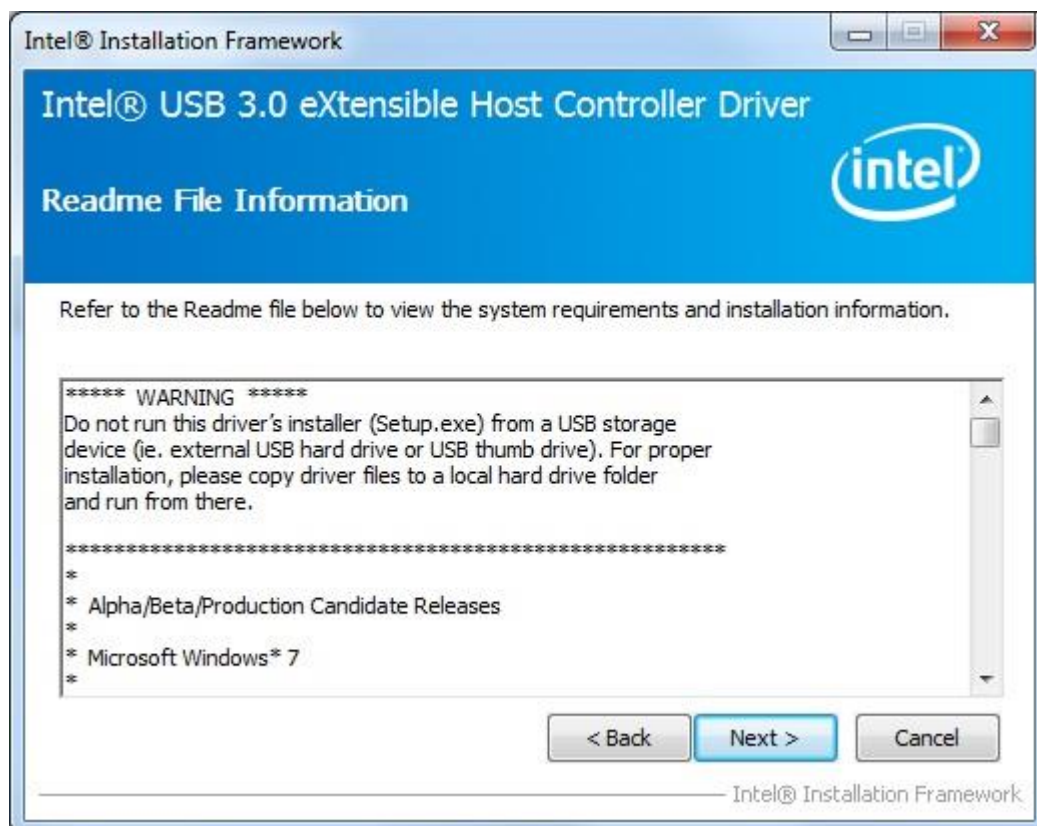 Intel® Installation Framework
Intel® USB 3.0 eXtensible Host Controller Driver
intel
Readme File Information
Refer to the Readme file below to view the system requirements and installation information.
***** WARNING *****
Do not run this driver’s installer (Setup.exe) from a USB storage
device (ie. external USB hard drive or USB thumb drive). For proper
installation, please copy driver files to a local hard drive folder
and run from there.
*******************************************************
*
* Alpha/Beta/Production Candidate Releases
*
* Microsoft Windows* 7
*
< Back Next > Cancel
Intel® Installation Framework